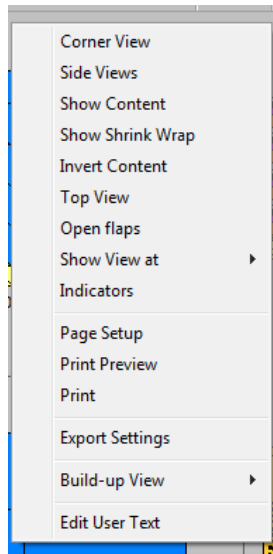 Corner View
Side Views
Show Content
Show Shrink Wrap
Invert Content
Top View
Open flaps
Show View at
Indicators
Page Setup
Print Preview
Print
Export Settings
Build-up View
Edit User Text